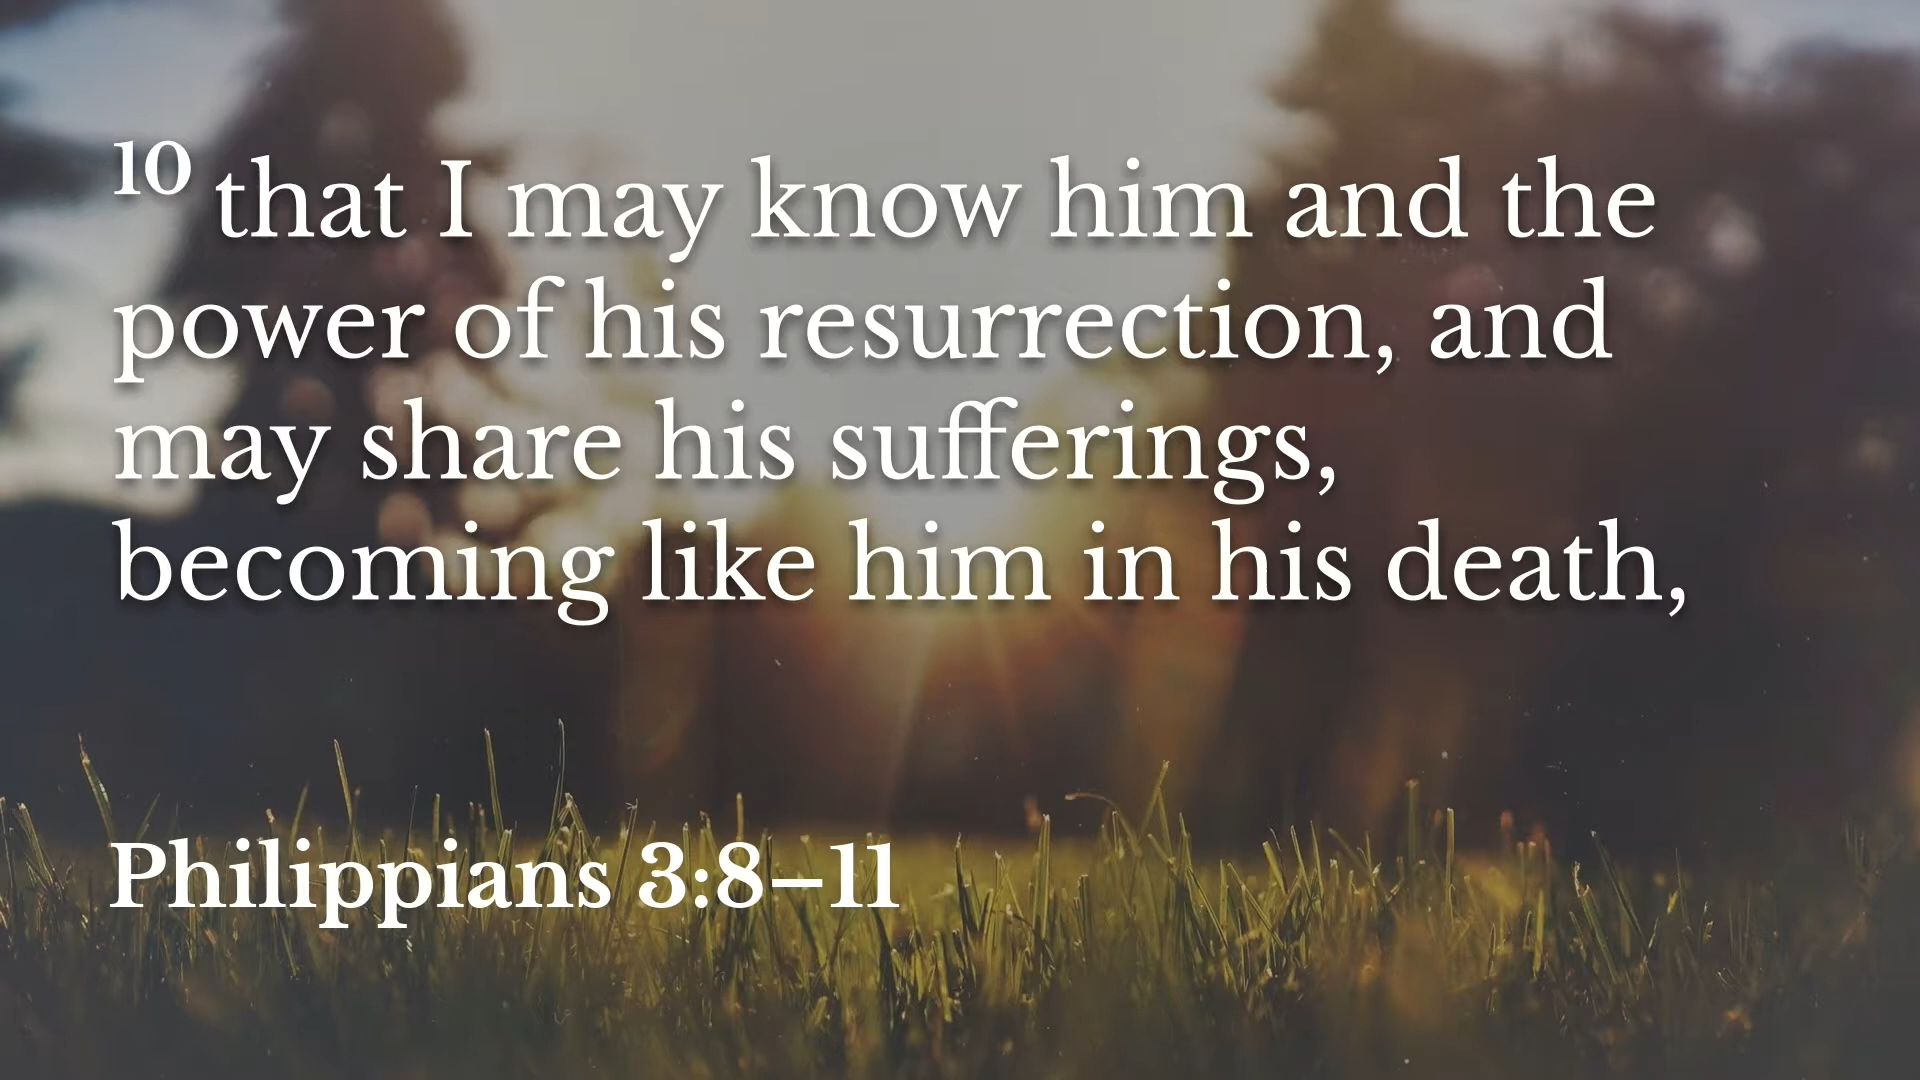 10 that I may know him and the
power of his resurrection, and
may share his sufferings,
becoming like him in his death,
Philippians 3:8–11